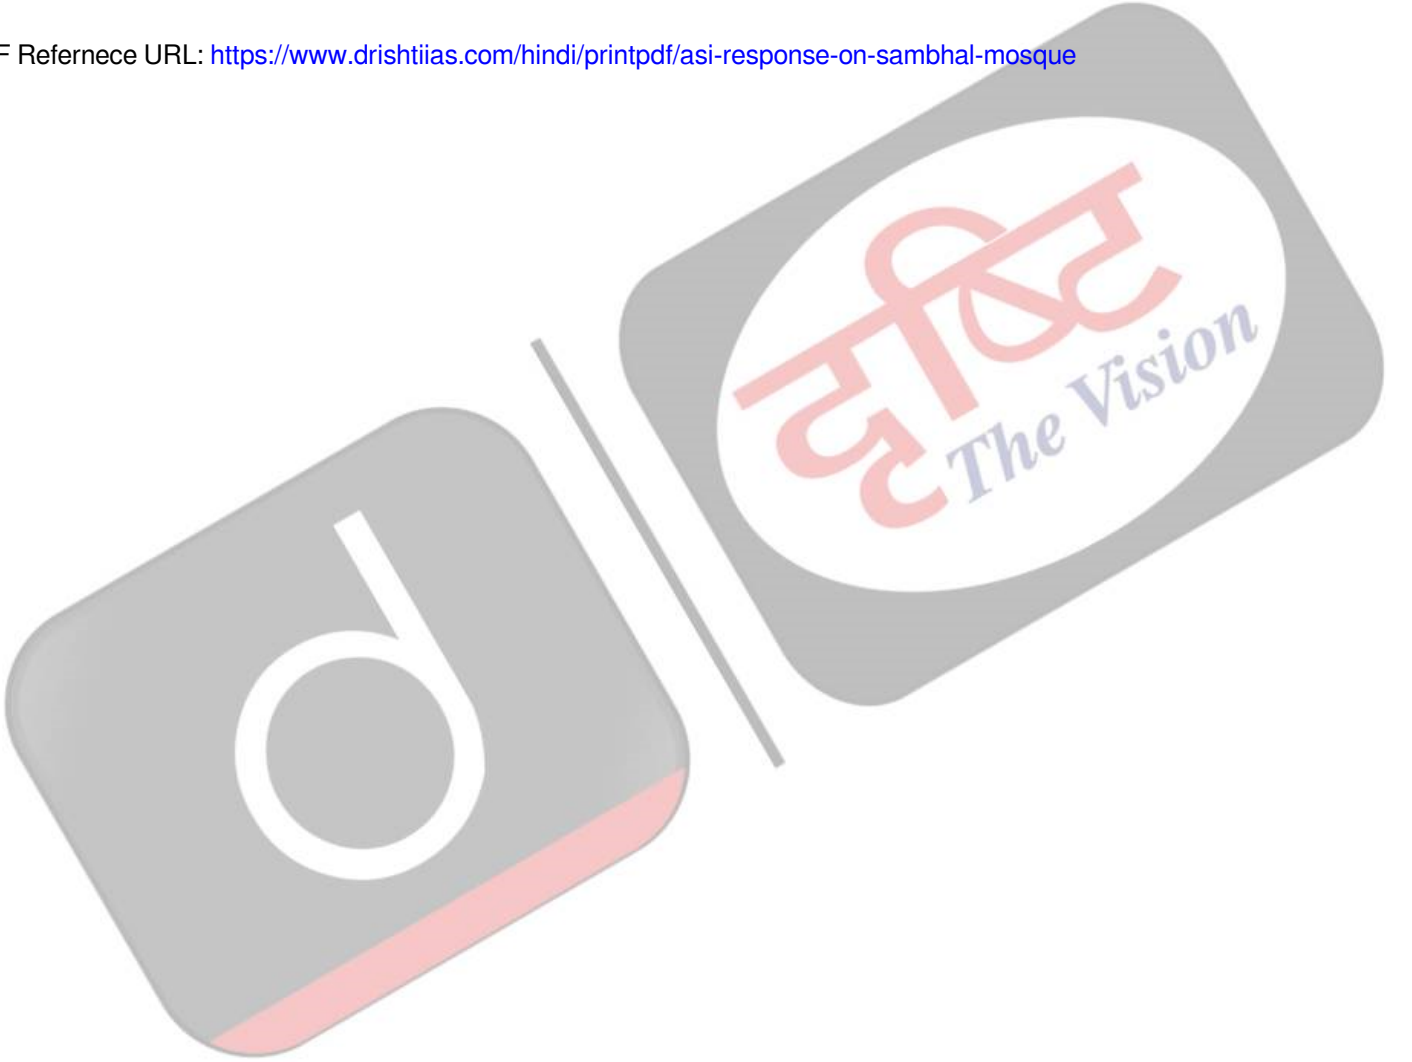 F Refernece URL: https://www.drishtiias.com/hindi/printpdf/asi-response-on-sambhal-mosque
दृष्टि
The Vision
d